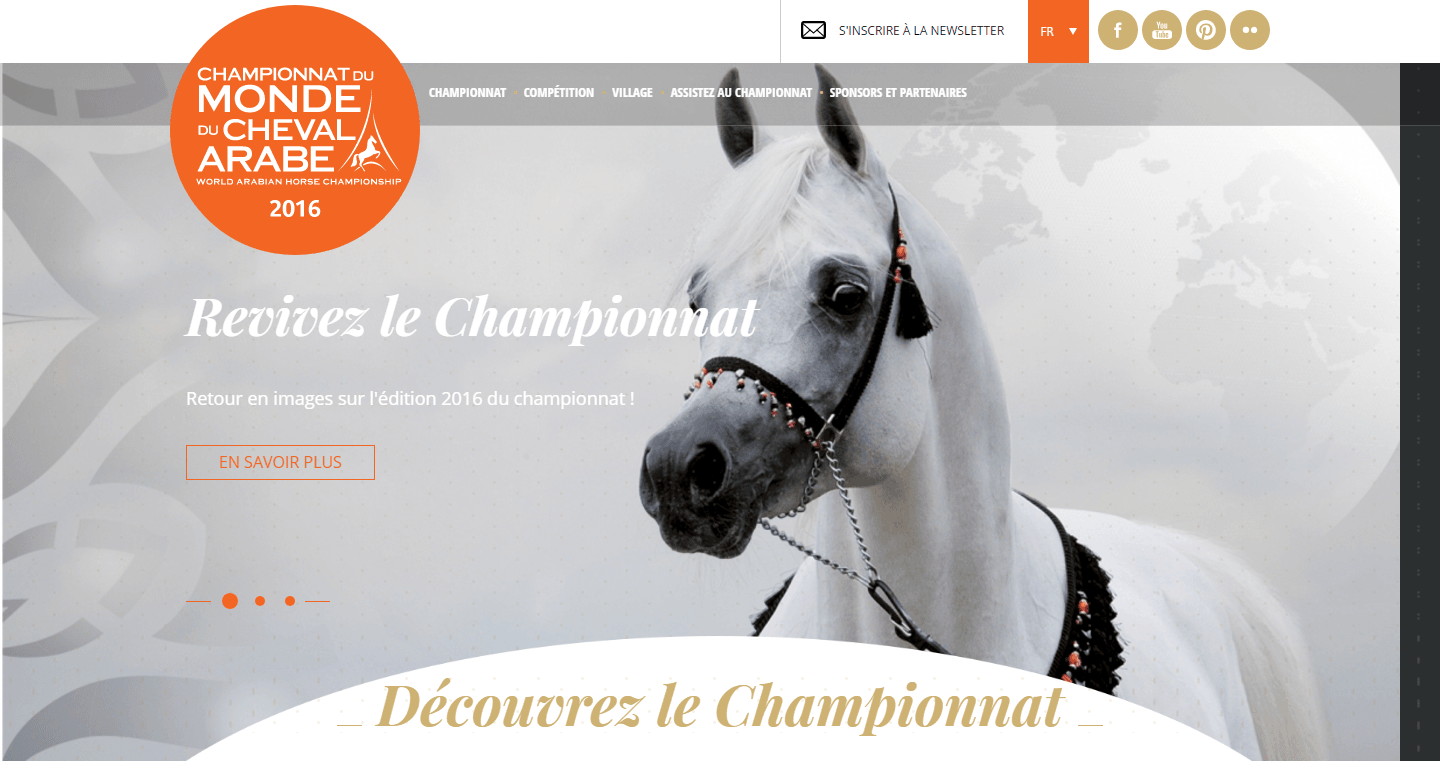 S'INSCRIRE À LA NEWSLETTER
FR
f
You
Tube
CHAMPIONNAT DU
MONDE
DU CHEVAL
ARABE
WORLD ARABIAN HORSE CHAMPIONSHIP
2016
CHAMPIONNAT
COMPÉTITION
VILLAGE
ASSISTEZ AU CHAMPIONNAT
SPONSORS ET PARTENAIRES
Revivez le Championnat
Retour en images sur l'édition 2016 du championnat !
EN SAVOIR PLUS
Découvrez le Championnat